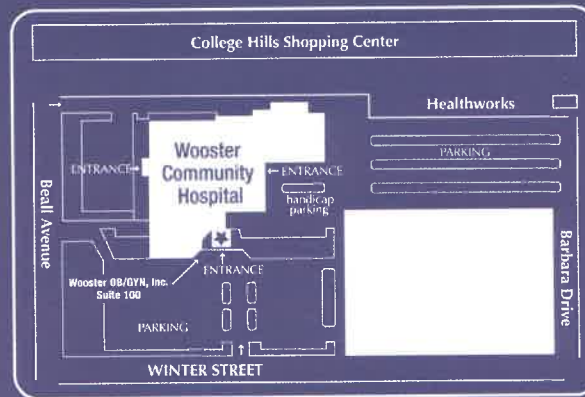 College Hills Shopping Center
Healthworks
PARKING
ENTRANCE
Wooster
Community
Hospital
ENTRANCE
handicap
parking
Beall Avenue
Barbara Drive
ENTRANCE
Wooster OB/GYN, Inc.
Suite 100
PARKING
WINTER STREET